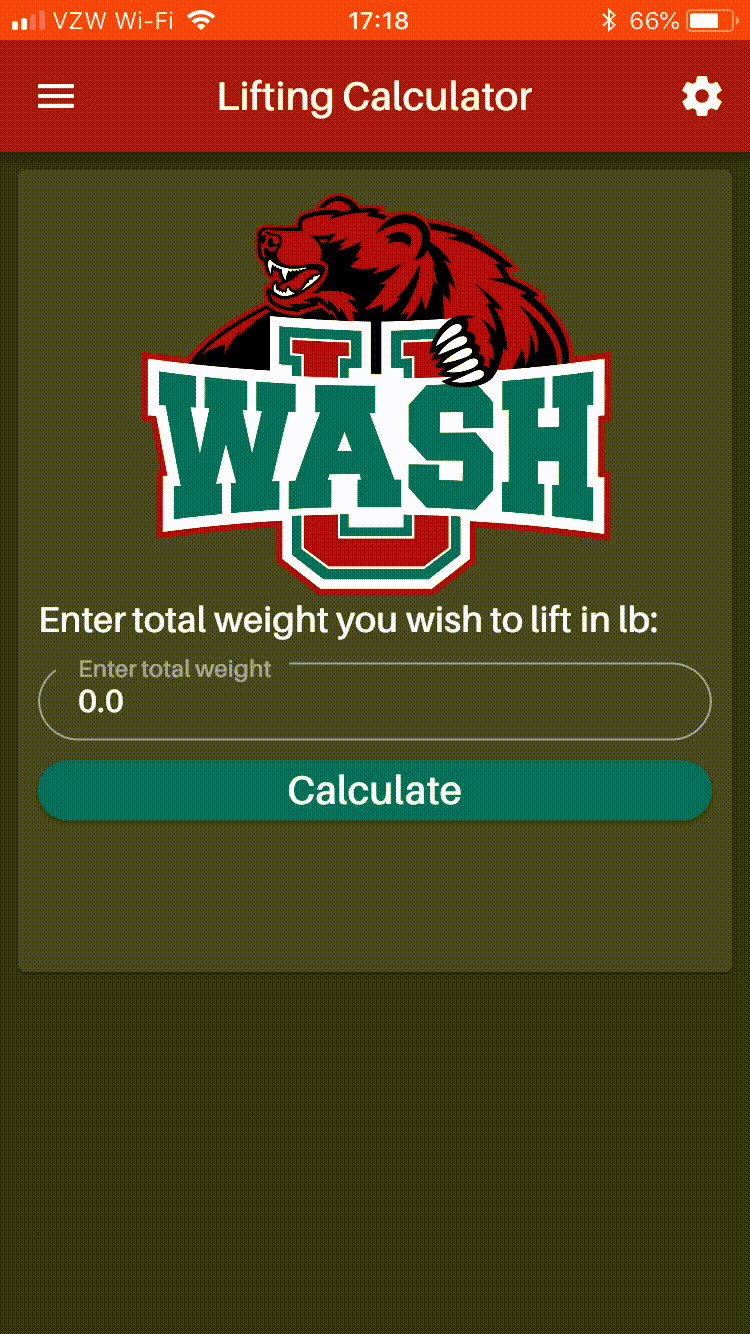 VZW Wi-Fi 17:18 66%
Lifting Calculator
U
WASH
Enter total weight you wish to lift in lb:
Enter total weight
0.0
Calculate